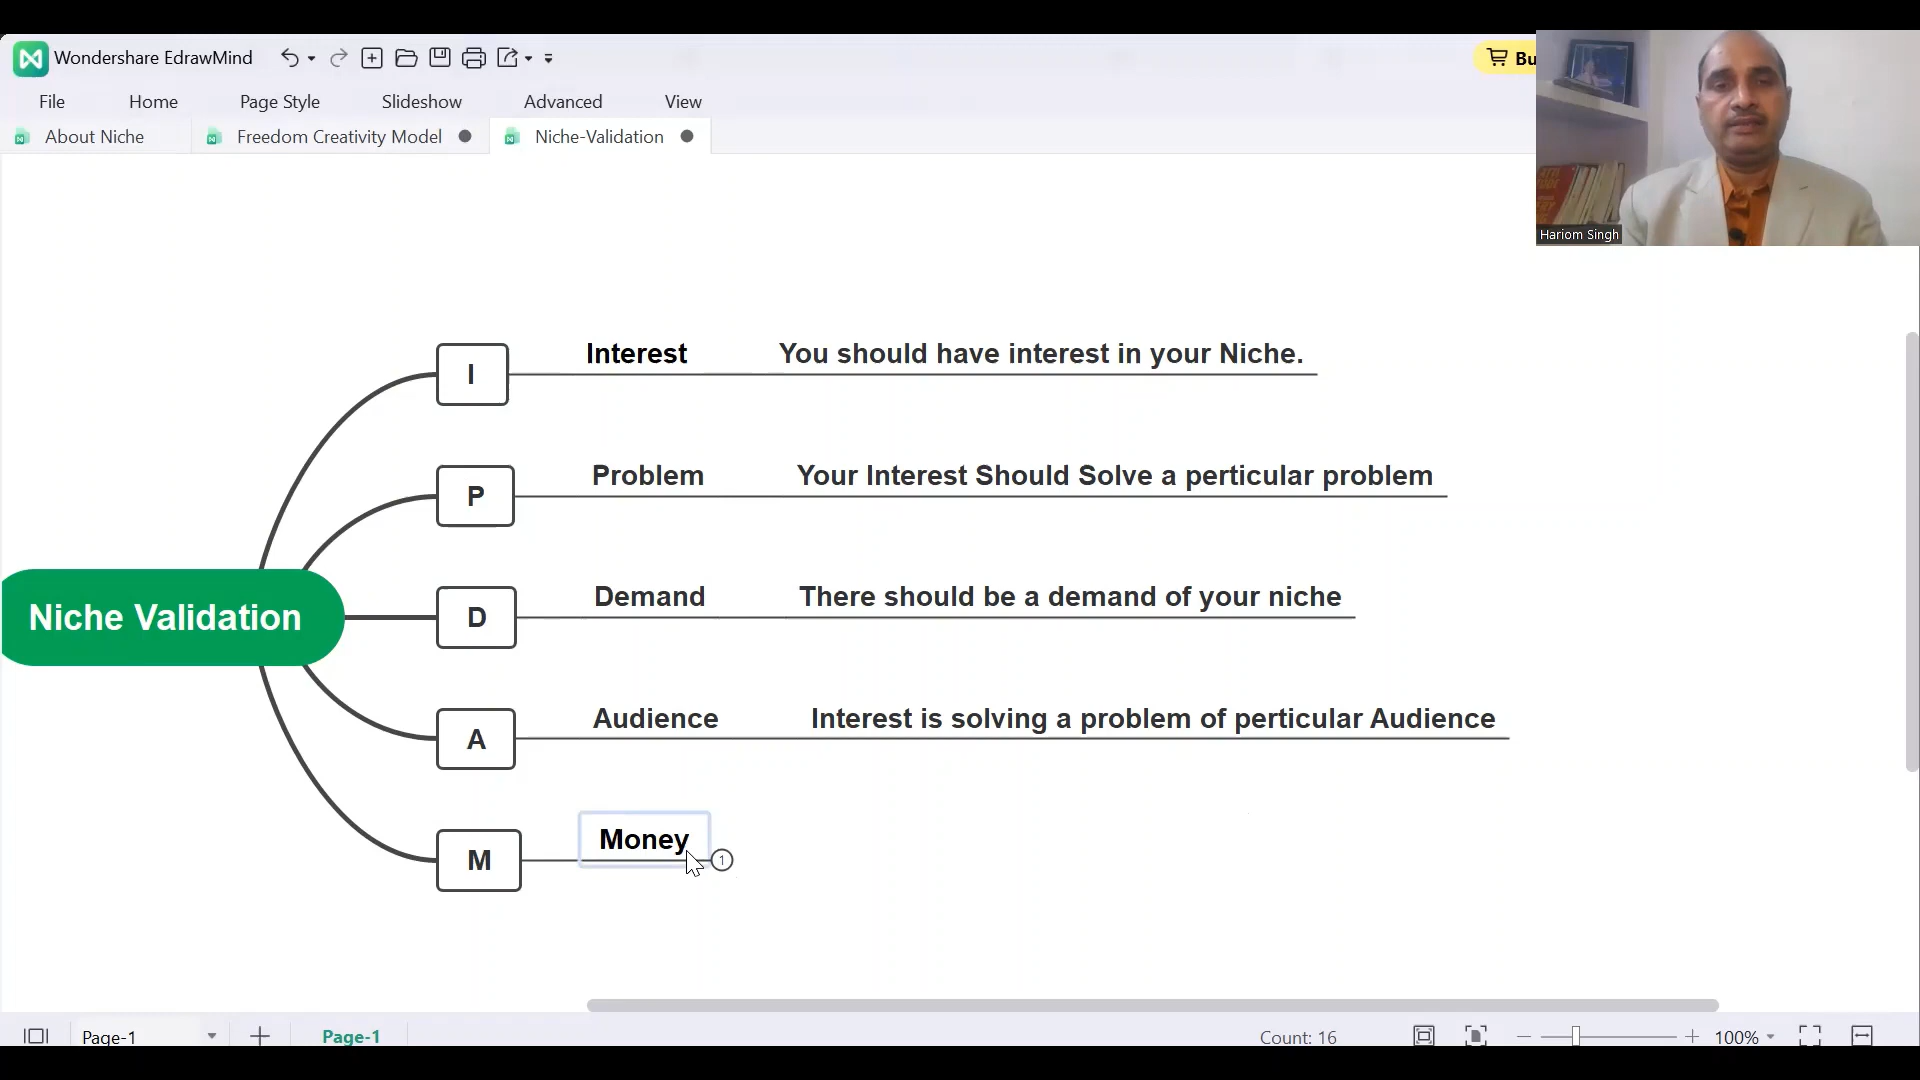 Wondershare EdrawMind
Bu
File Home Page Style Slideshow Advanced View
About Niche Freedom Creativity Model Niche-Validation
Hariom Singh
I Interest You should have interest in your Niche.
P Problem Your Interest Should Solve a perticular problem
Niche Validation
D Demand There should be a demand of your niche
A Audience Interest is solving a problem of perticular Audience
M Money 1
Page-1 Page-1 Count: 16 100%